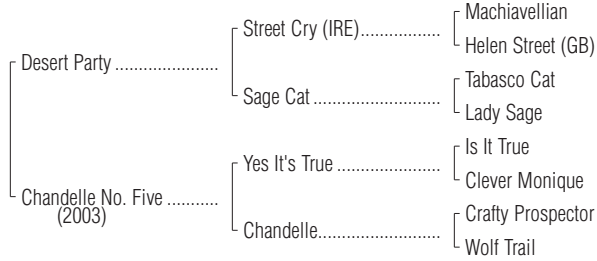 Machiavellian
Street Cry (IRE)..................
Helen Street (GB)
Desert Party .......................
Tabasco Cat
Sage Cat ............................
Lady Sage
Is It True
Yes It's True .......................
Clever Monique
Chandelle No. Five ...........
(2003)
Crafty Prospector
Chandelle...........................
Wolf Trail